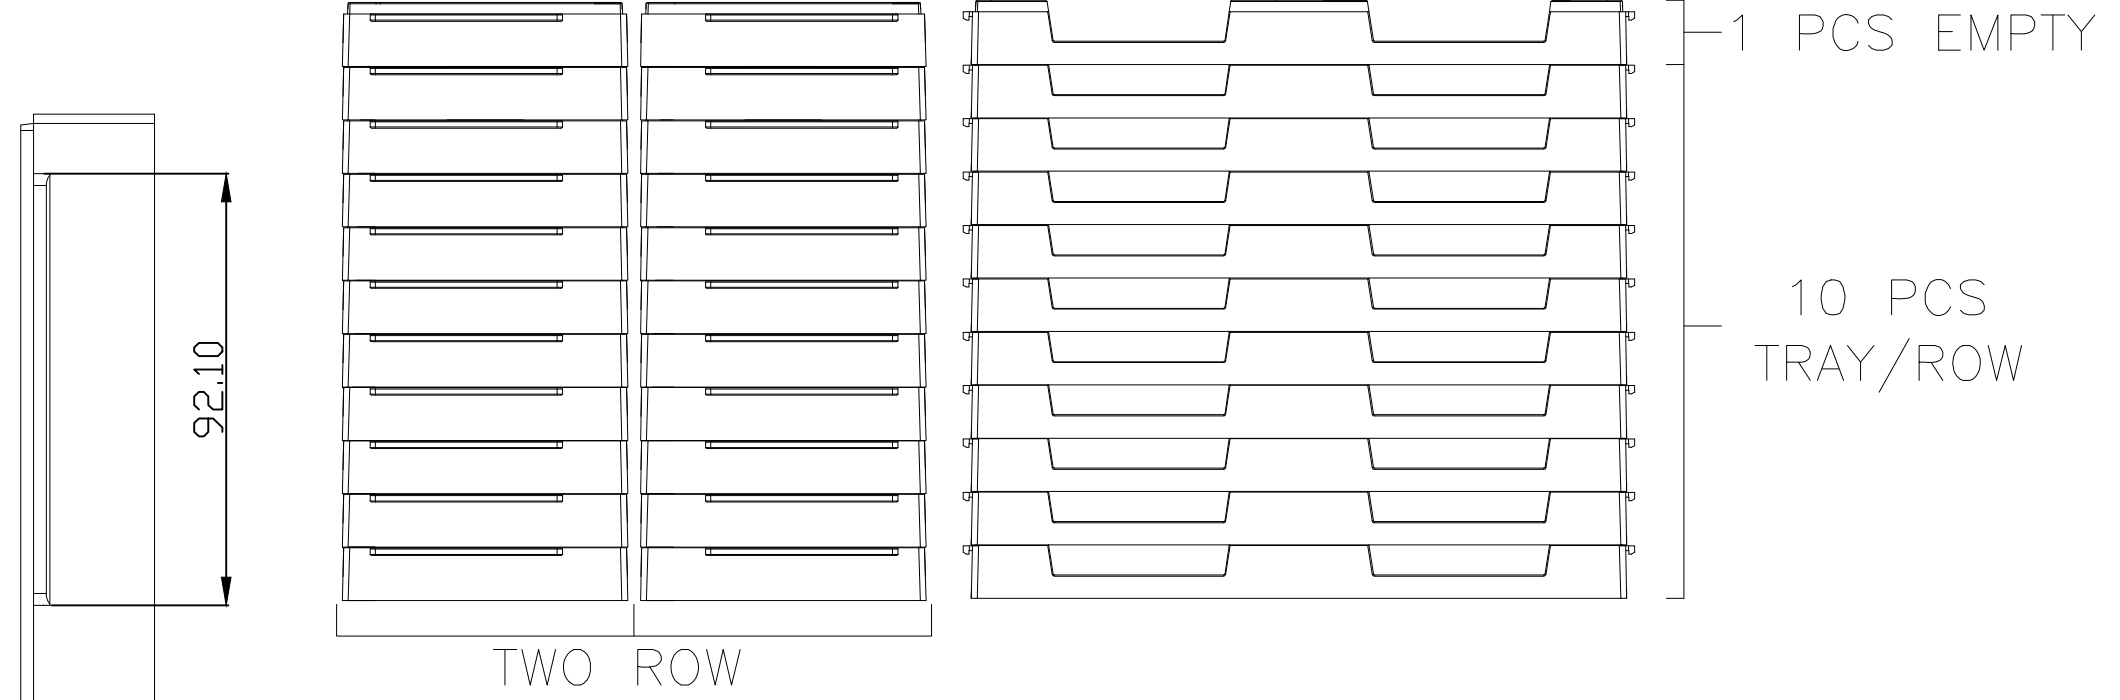 1 PCS EMPTY
92.10
10 PCS
TRAY/ROW
TWO ROW